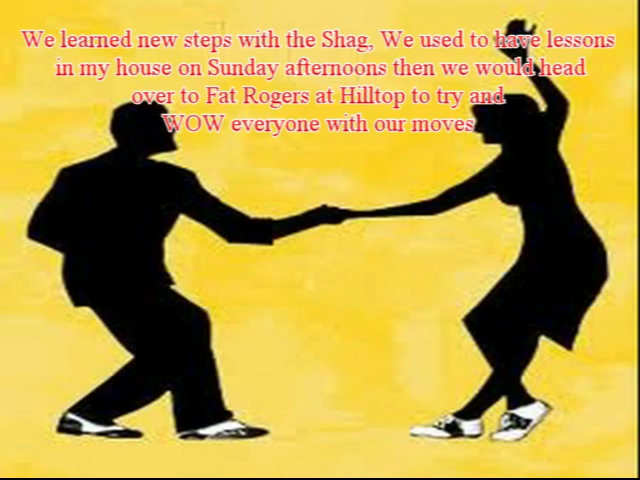 We learned new steps with the Shag, We used to have lessons
in my house on Sunday afternoons then we would head
over to Fat Rogers at Hilltop to try and
WOW everyone with our moves